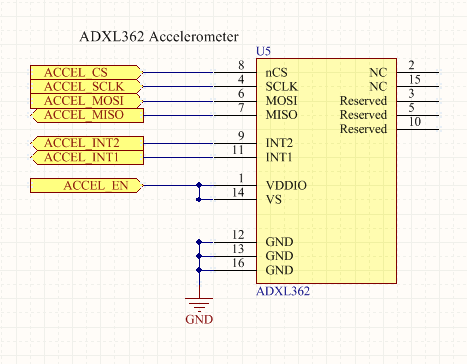 ADXL362 Accelerometer
U5
ACCEL_CS 8 nCS NC 2
ACCEL_SCLK 4 SCLK NC 15
ACCEL_MOSI 6 MOSI Reserved 3
ACCEL_MISO 7 MISO Reserved 5
Reserved 10
ACCEL_INT2 9 INT2
ACCEL_INT1 11 INT1
ACCEL_EN 1 VDDIO
14 VS
12 GND
13 GND
16 GND
ADXL362
GND